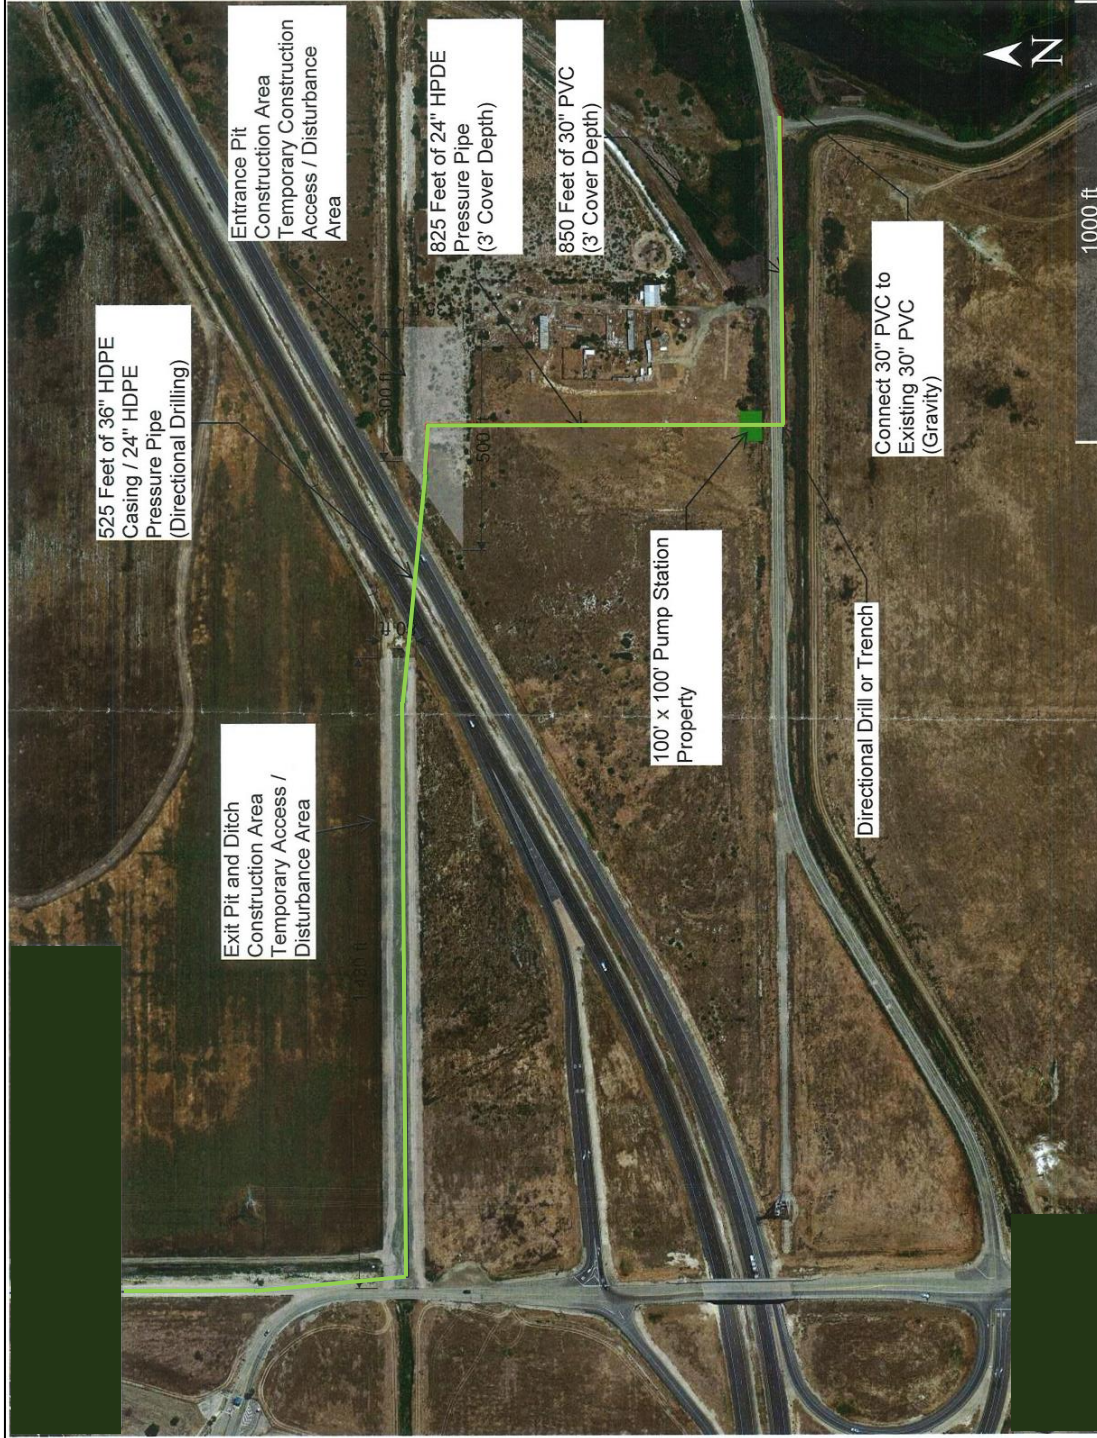 525 Feet of 36" HDPE
Casing / 24" HDPE
Pressure Pipe
(Directional Drilling)
Entrance Pit
Construction Area
Temporary Construction
Access / Disturbance
Area
825 Feet of 24" HPDE
Pressure Pipe
(3' Cover Depth)
850 Feet of 30" PVC
(3' Cover Depth)
N
Exit Pit and Ditch
Construction Area
Temporary Access /
Disturbance Area
300 ft
500
1,490 ft
100' x 100' Pump Station
Property
Connect 30" PVC to
Existing 30" PVC
(Gravity)
Directional Drill or Trench
1000 ft